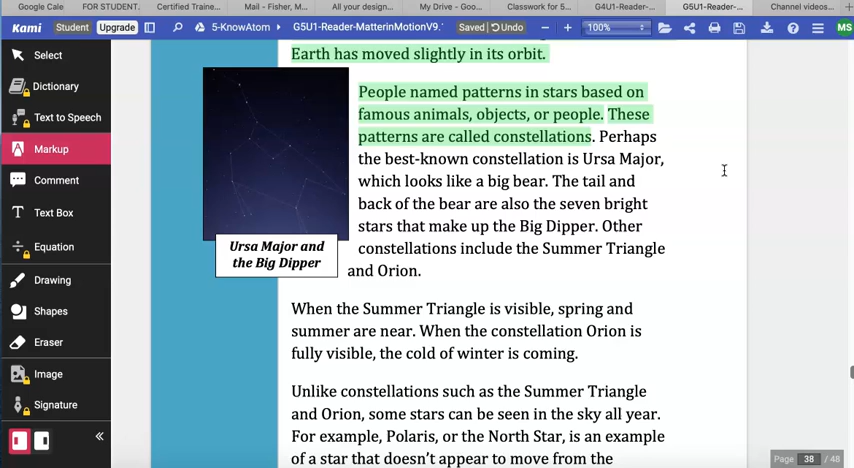 Google Cale
FOR STUDENT.
Certified Traine...
Mail - Fisher, M...
All your design...
My Drive - Goo...
Classwork for 5...
G4U1-Reader-...
G5U1-Reader-...
Channel videos...
Kami
Student
Upgrade
5-KnowAtom
G5U1-Reader-MatterinMotionV9.
Saved
Undo
100%
MS
Select
Dictionary
Text to Speech
Markup
Comment
Text Box
Equation
Drawing
Shapes
Eraser
Image
Signature
Earth has moved slightly in its orbit.
People named patterns in stars based on
famous animals, objects, or people. These
patterns are called constellations. Perhaps
the best-known constellation is Ursa Major,
which looks like a big bear. The tail and
back of the bear are also the seven bright
stars that make up the Big Dipper. Other
constellations include the Summer Triangle
and Orion.
Ursa Major and
the Big Dipper
When the Summer Triangle is visible, spring and
summer are near. When the constellation Orion is
fully visible, the cold of winter is coming.
Unlike constellations such as the Summer Triangle
and Orion, some stars can be seen in the sky all year.
For example, Polaris, or the North Star, is an example
of a star that doesn't appear to move from the
Page 38 / 48